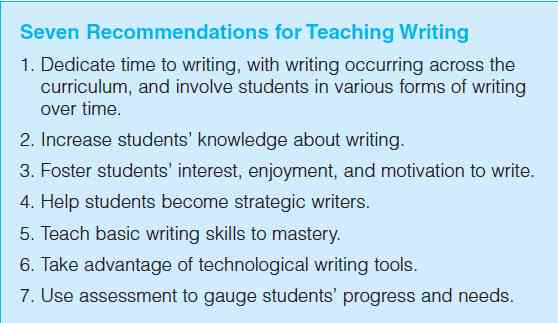 Seven Recommendations for Teaching Writing
1. Dedicate time to writing, with writing occurring across the
curriculum, and involve students in various forms of writing
over time.
2. Increase students’ knowledge about writing.
3. Foster students’ interest, enjoyment, and motivation to write.
4. Help students become strategic writers.
5. Teach basic writing skills to mastery.
6. Take advantage of technological writing tools.
7. Use assessment to gauge students’ progress and needs.